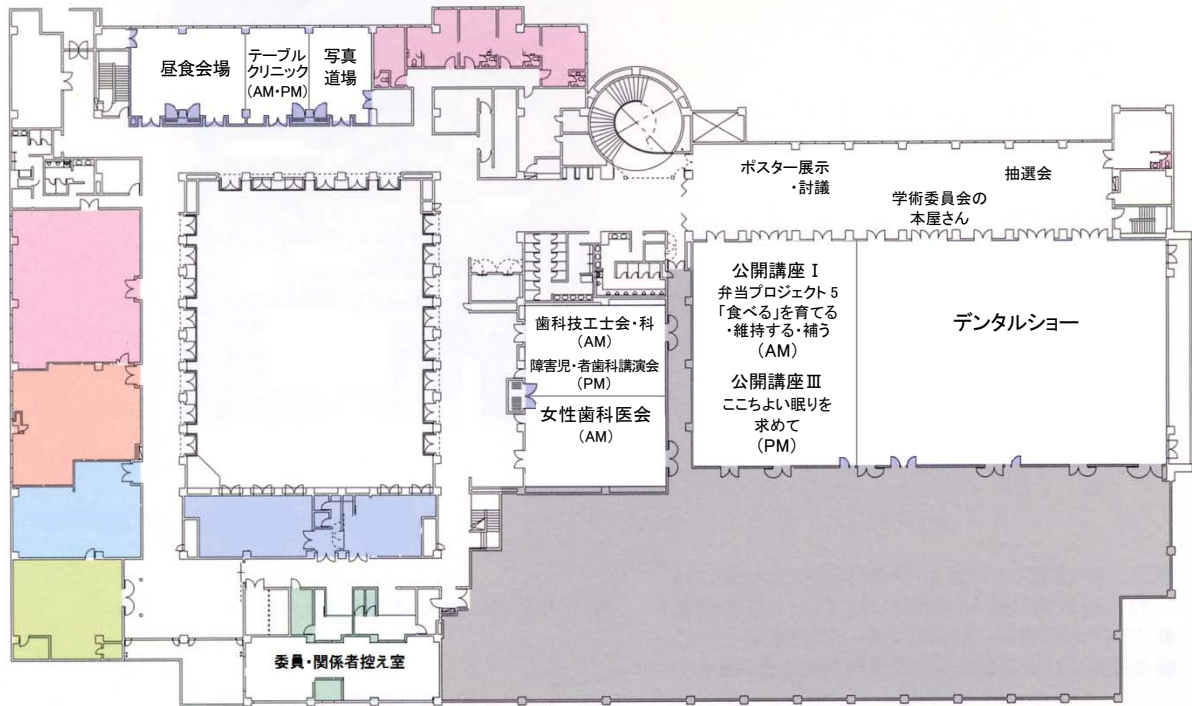 昼食会場
テーブル
クリニック
(AM・PM)
写真
道場
ポスター展示
・討議
学術委員会の
本屋さん
抽選会
公開講座Ⅰ
弁当プロジェクト5
「食べる」を育てる
・維持する・補う
(AM)
公開講座Ⅲ
ここちよい眠りを
求めて
(PM)
デンタルショー
歯科技工士会・科
(AM)
障害児・者歯科講演会
(PM)
女性歯科医会
(AM)
委員・関係者控え室